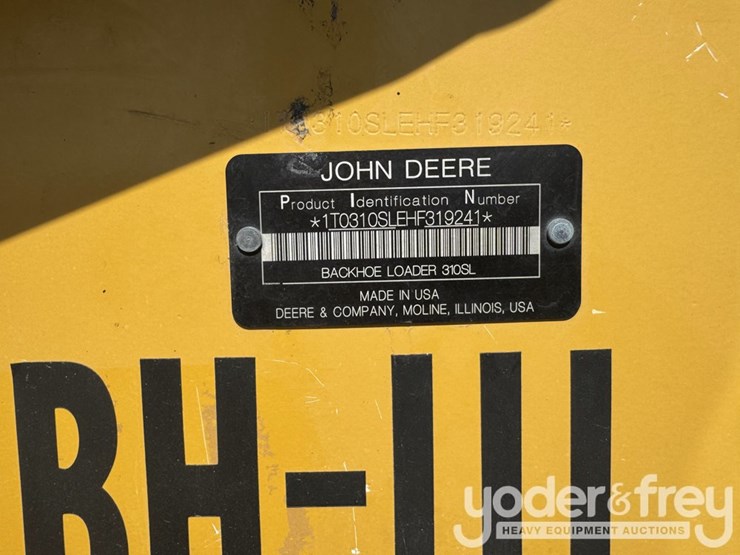 310SLEHF319241*
JOHN DEERE
Product Identification Number
*1T0310SLEHF319241*
BACKHOE LOADER 310SL
MADE IN USA
DEERE & COMPANY, MOLINE, ILLINOIS, USA
BH-111
yoder&frey
HEAVY EQUIPMENT AUCTIONS